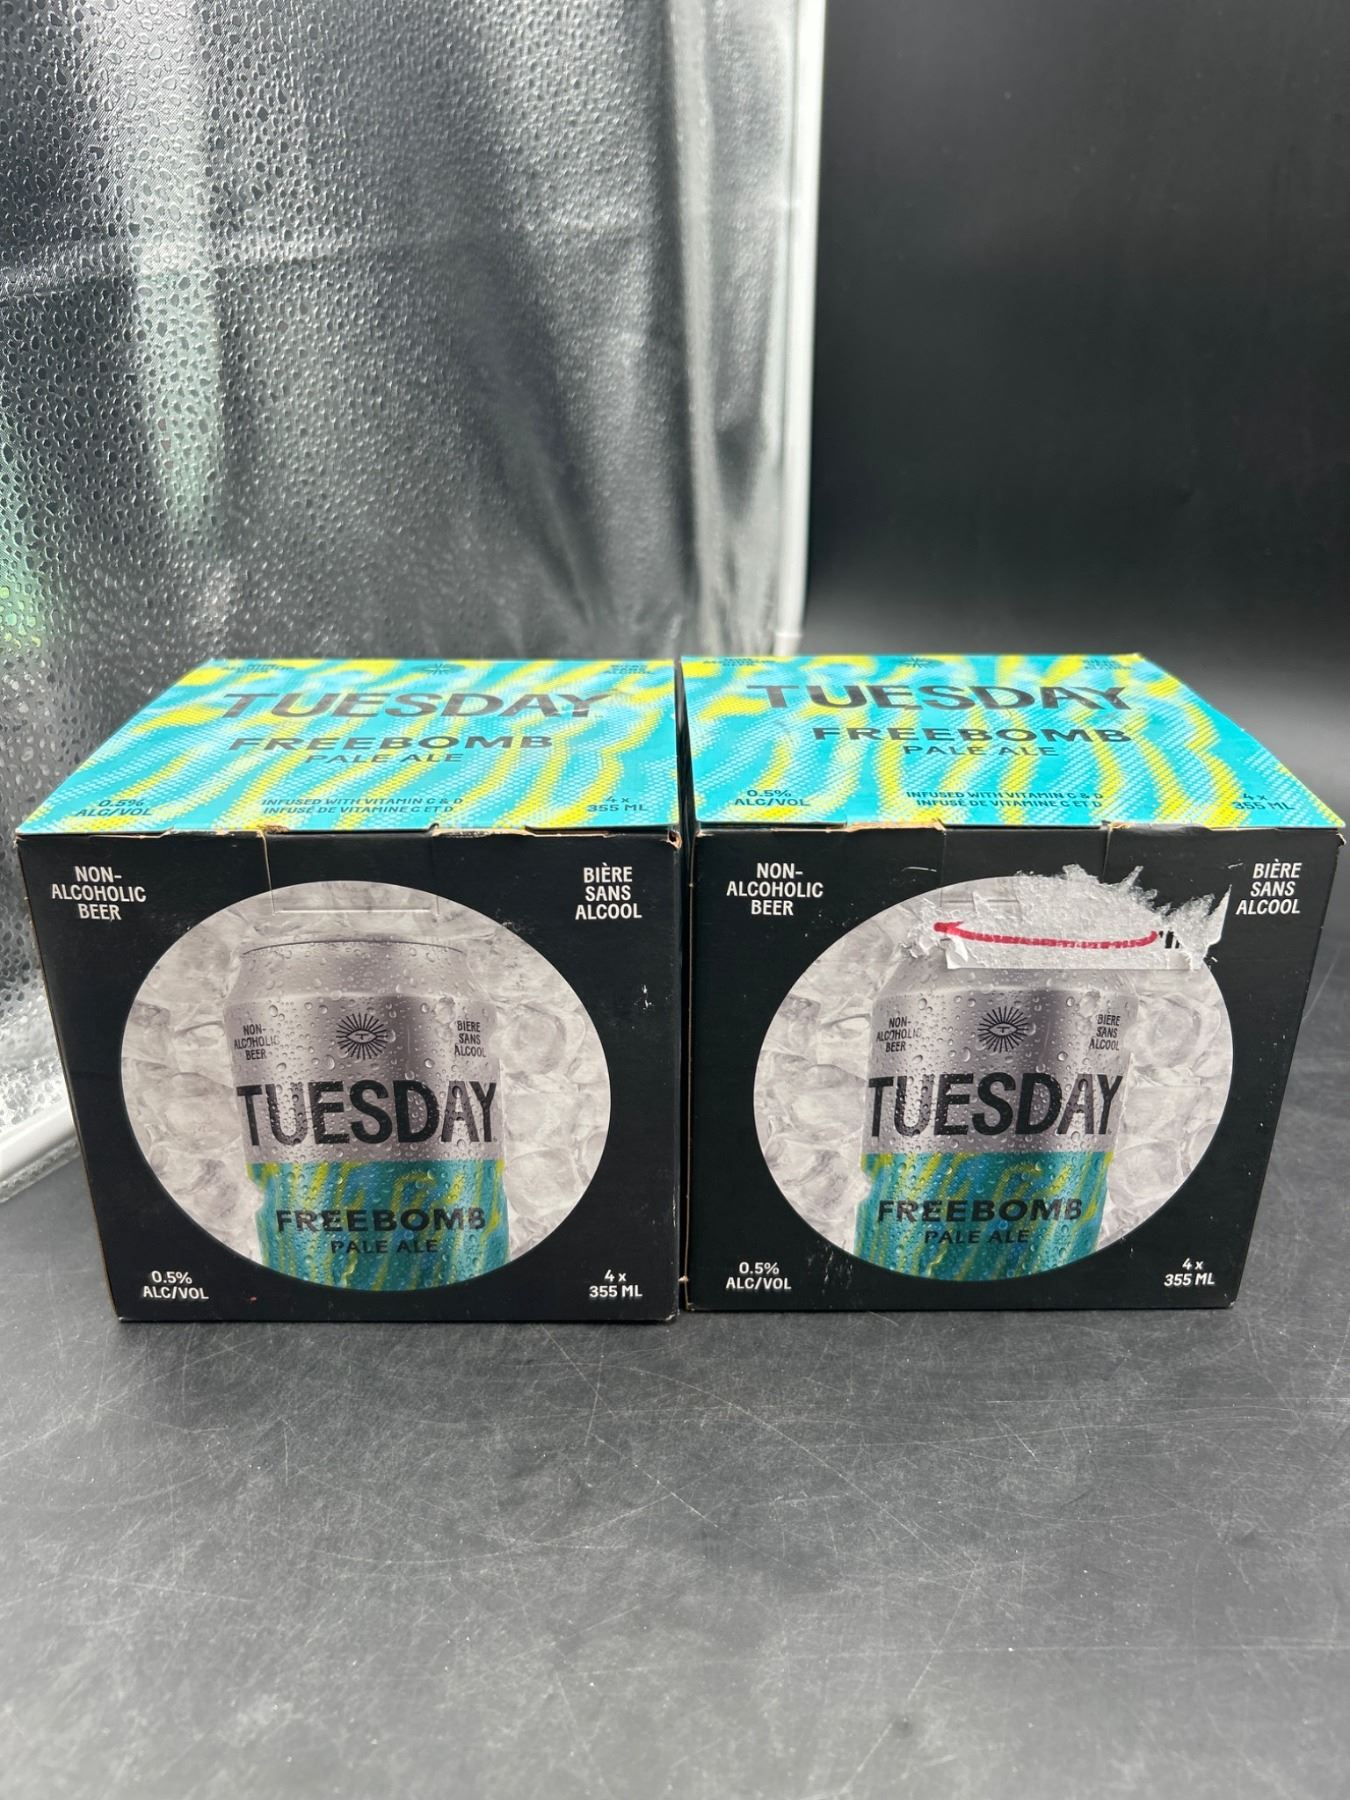 TUESDAY
FREEBOMB
PALE ALE
0.5%
ALC/VOL
INFUSED WITH VITAMIN C & D
INFUSÉ DE VITAMINE C ET D
4 x
355 ML
NON-
ALCOHOLIC
BEER
BIÈRE
SANS
ALCOOL
NON-
ALCOHOLIC
BEER
BIÈRE
SANS
ALCOOL
TUESDAY
FREEBOMB
PALE ALE
0.5%
ALC/VOL
4 x
355 ML
TUESDAY
FREEBOMB
PALE ALE
0.5%
ALC/VOL
INFUSED WITH VITAMIN C & D
INFUSÉ DE VITAMINE C ET D
4 x
355 ML
NON-
ALCOHOLIC
BEER
BIÈRE
SANS
ALCOOL
NON-
ALCOHOLIC
BEER
BIÈRE
SANS
ALCOOL
TUESDAY
FREEBOMB
PALE ALE
0.5%
ALC/VOL
4 x
355 ML